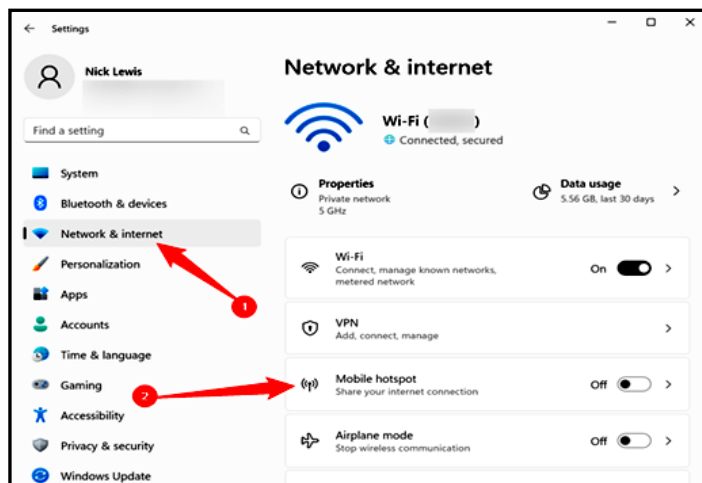 Settings
Nick Lewis
Find a setting
System
Bluetooth & devices
Network & internet
Personalization
Apps
Accounts
Time & language
Gaming
Accessibility
Privacy & security
Windows Update
1
2
Network & internet
Wi-Fi ( )
Connected, secured
Properties
Private network
5 GHz
Data usage
5.56 GB, last 30 days
Wi-Fi
Connect, manage known networks,
metered network
On
VPN
Add, connect, manage
Mobile hotspot
Share your internet connection
Off
Airplane mode
Stop wireless communication
Off